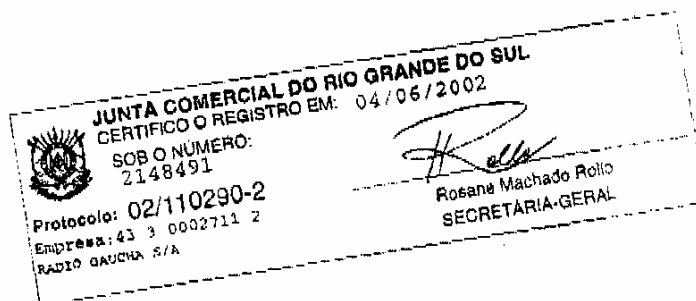 JUNTA COMERCIAL DO RIO GRANDE DO SUL
CERTIFICO O REGISTRO EM: 04/06/2002
SOB O NÚMERO:
2148491
Protocolo: 02/110290-2
Empresa: 43 3 0002711 2
RADIO GAUCHA S/A
Rollo
Rosane Machado Rollo
SECRETÁRIA-GERAL